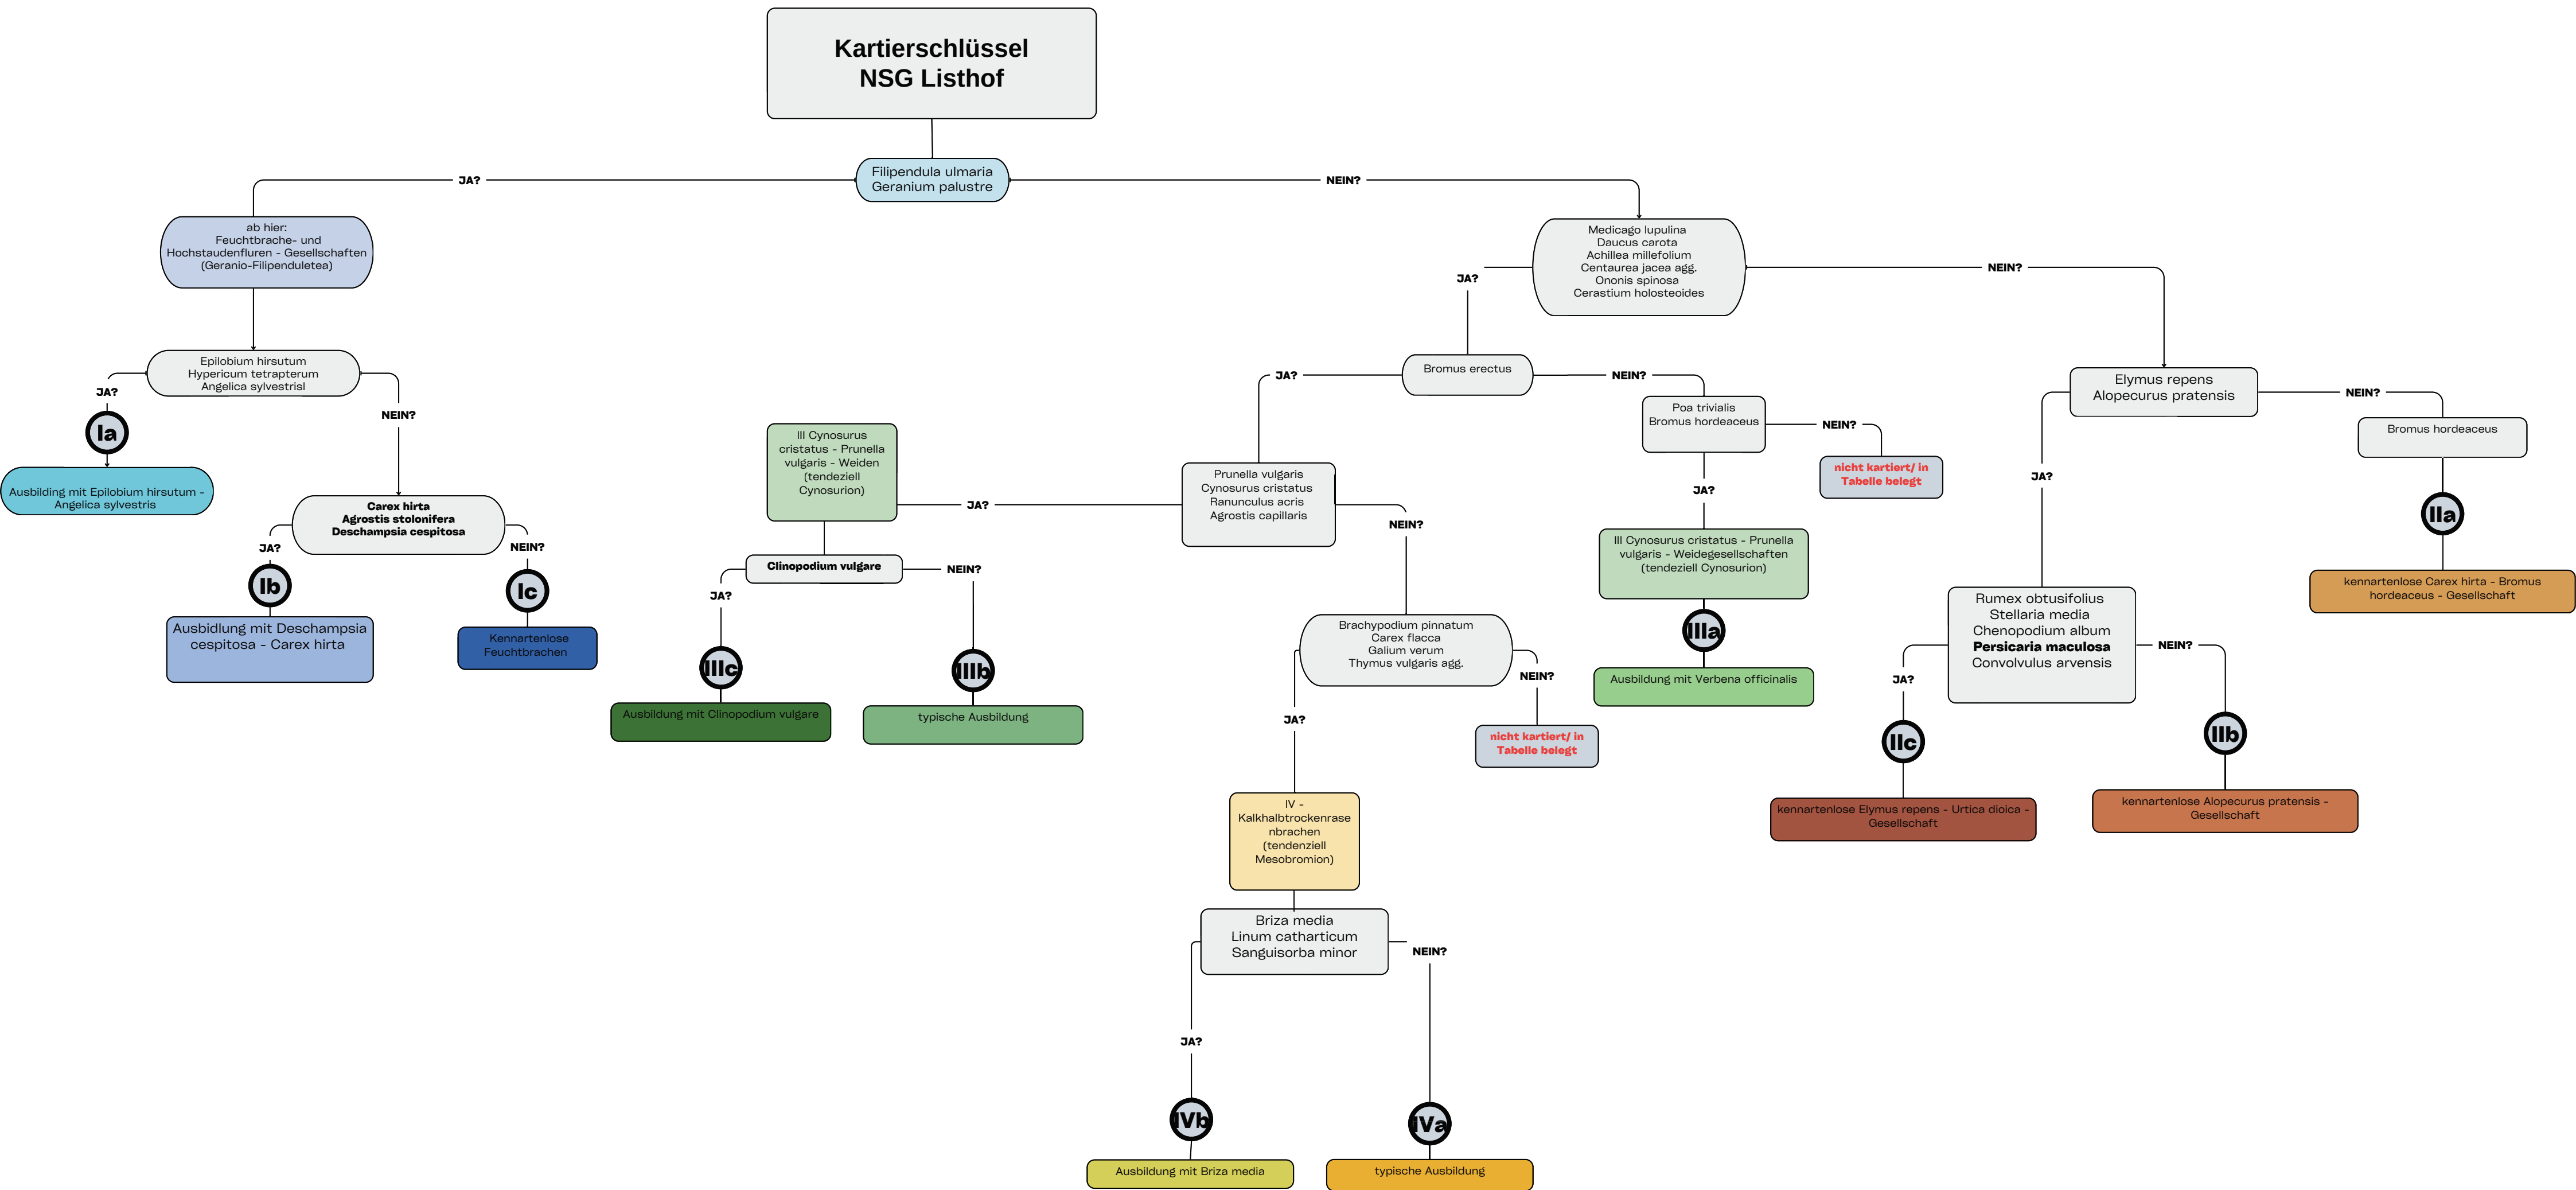 Kartierschlüssel
NSG Listhof
Filipendula ulmaria
Geranium palustre
JA?
NEIN?
ab hier:
Feuchtbrache- und
Hochstaudenfluren - Gesellschaften
(Geranio-Filipenduletea)
Epilobium hirsutum
Hypericum tetrapterum
Angelica sylvestrisl
JA?
NEIN?
Ia
Ausbilding mit Epilobium hirsutum -
Angelica sylvestris
Carex hirta
Agrostis stolonifera
Deschampsia cespitosa
JA?
NEIN?
Ib
Ic
Ausbidlung mit Deschampsia
cespitosa - Carex hirta
Kennartenlose
Feuchtbrachen
Medicago lupulina
Daucus carota
Achillea millefolium
Centaurea jacea agg.
Ononis spinosa
Cerastium holosteoides
JA?
NEIN?
Bromus erectus
JA?
NEIN?
Prunella vulgaris
Cynosurus cristatus
Ranunculus acris
Agrostis capillaris
JA?
NEIN?
III Cynosurus
cristatus - Prunella
vulgaris - Weiden
(tendeziell
Cynosurion)
Clinopodium vulgare
JA?
NEIN?
IIIc
IIIb
Ausbildung mit Clinopodium vulgare
typische Ausbildung
Brachypodium pinnatum
Carex flacca
Galium verum
Thymus vulgaris agg.
JA?
NEIN?
nicht kartiert/ in
Tabelle belegt
IV -
Kalkhalbtrockenrase
nbrachen
(tendenziell
Mesobromion)
Briza media
Linum catharticum
Sanguisorba minor
JA?
NEIN?
IVb
IVa
Ausbildung mit Briza media
typische Ausbildung
Poa trivialis
Bromus hordeaceus
JA?
NEIN?
nicht kartiert/ in
Tabelle belegt
III Cynosurus cristatus - Prunella
vulgaris - Weidegesellschaften
(tendeziell Cynosurion)
IIIa
Ausbildung mit Verbena officinalis
Elymus repens
Alopecurus pratensis
JA?
NEIN?
Bromus hordeaceus
IIa
kennartenlose Carex hirta - Bromus
hordeaceus - Gesellschaft
Rumex obtusifolius
Stellaria media
Chenopodium album
Persicaria maculosa
Convolvulus arvensis
JA?
NEIN?
IIc
IIb
kennartenlose Elymus repens - Urtica dioica -
Gesellschaft
kennartenlose Alopecurus pratensis -
Gesellschaft